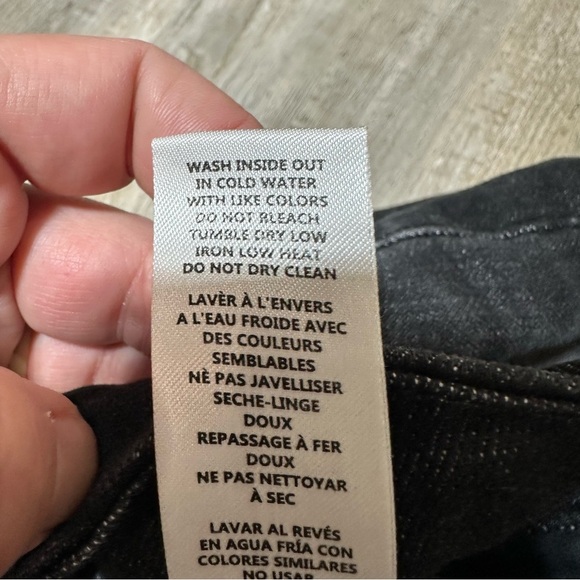 WASH INSIDE OUT
IN COLD WATER
WITH LIKE COLORS
DO NOT BLEACH
TUMBLE DRY LOW
IRON LOW HEAT
DO NOT DRY CLEAN
LAVÈR À L'ENVERS
A L'EAU FROIDE AVEC
DES COULEURS
SEMBLABLES
NÈ PAS JAVELLISER
SECHE-LINGE
DOUX
REPASSAGE À FER
DOUX
NE PAS NETTOYAR
À SEC
LAVAR AL REVÉS
EN AGUA FRÍA CON
COLORES SIMILARES
NO USAR